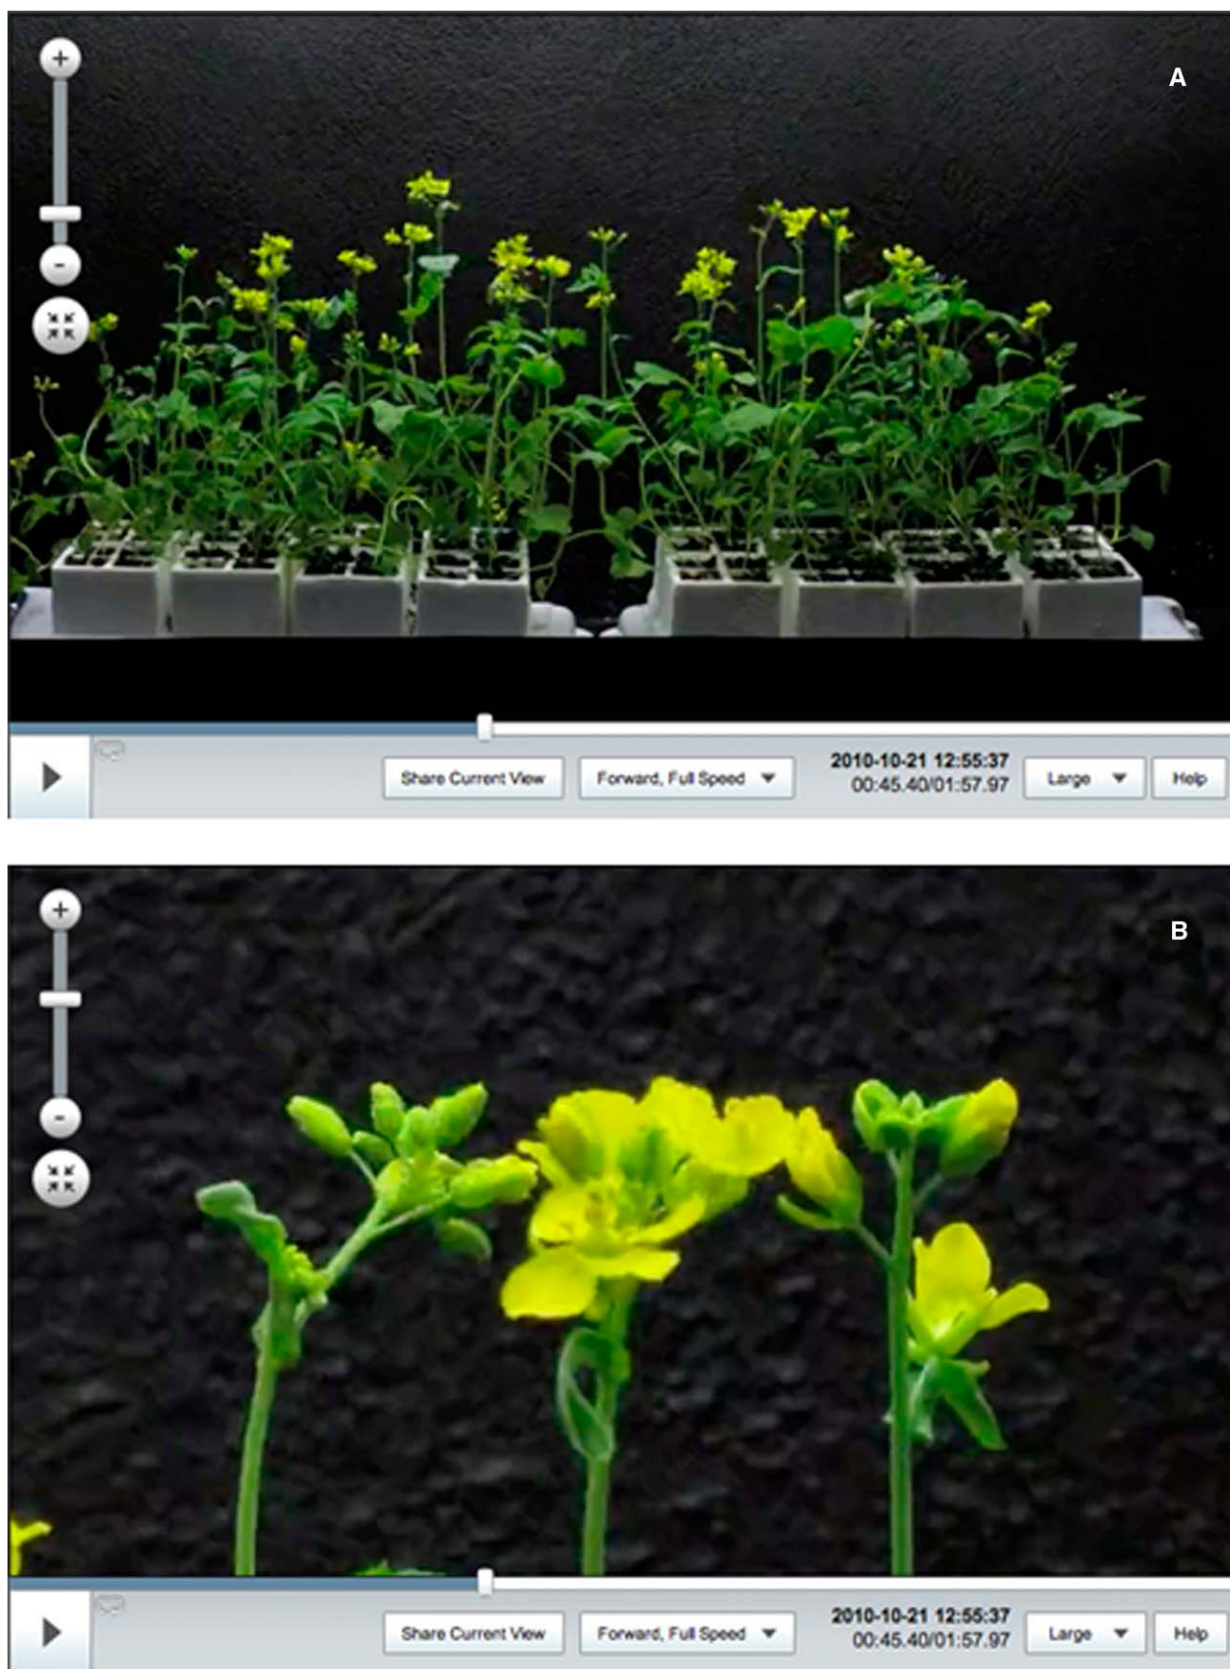 +
A
-
Share Current View
Forward, Full Speed
2010-10-21 12:55:37
00:45.40/01:57.97
Large
Help
+
B
-
Share Current View
Forward, Full Speed
2010-10-21 12:55:37
00:45.40/01:57.97
Large
Help